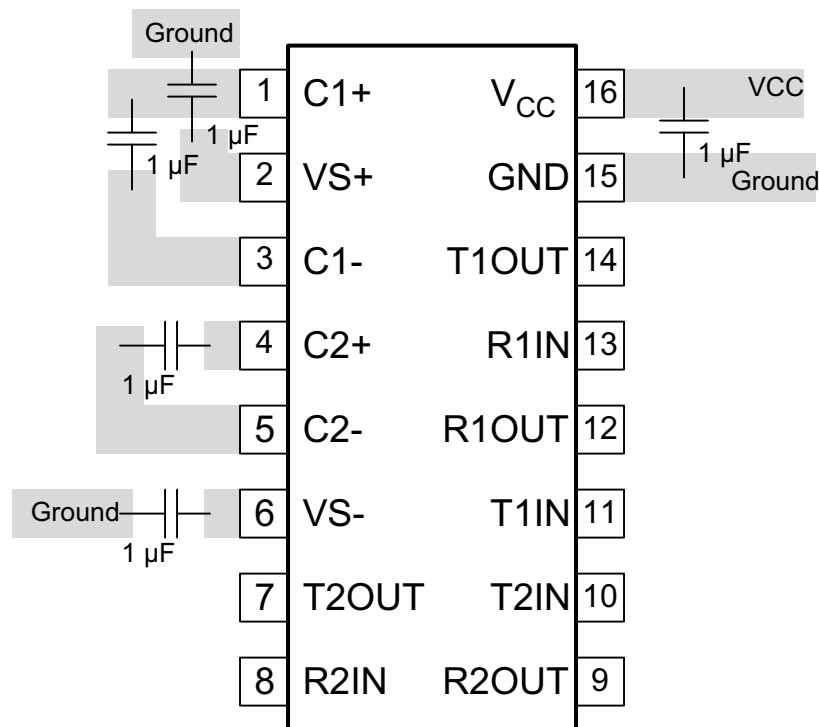 Ground
1 C1+ V_CC 16 VCC
1 µF
1 µF
1 µF
2 VS+ GND 15 Ground
3 C1- T1OUT 14
4 C2+ R1IN 13
1 µF
5 C2- R1OUT 12
Ground 6 VS- T1IN 11
1 µF
7 T2OUT T2IN 10
8 R2IN R2OUT 9